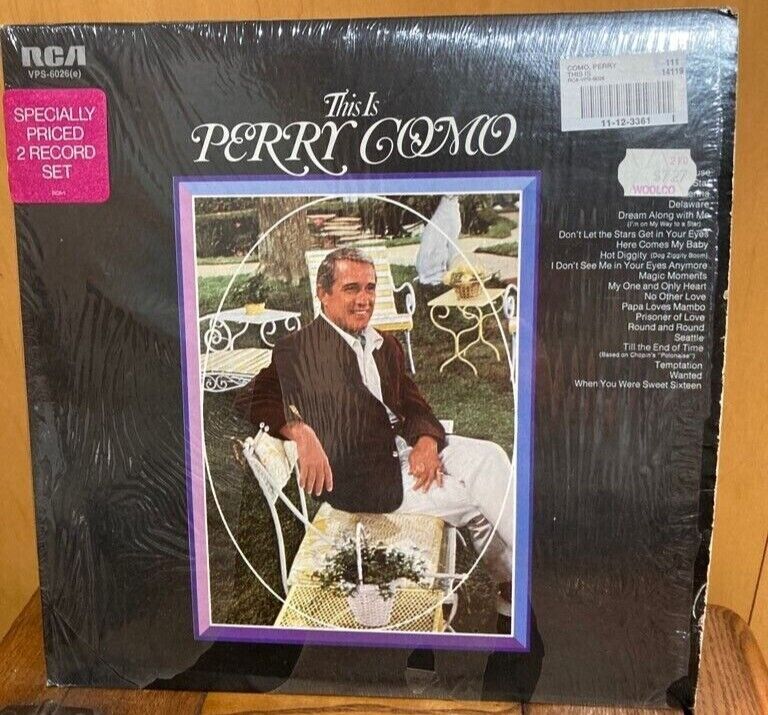 RCA
VPS-6026(e)
SPECIALLY
PRICED
2 RECORD
SET
This Is
PERRY COMO
COMO, PERRY
THIS IS
RCA-VPS-6026
-111
14119
11-12-3361 I
WOOLCO
Delaware
Dream Along with Me
(I'm on My Way to a Star)
Don't Let the Stars Get in Your Eyes
Here Comes My Baby
Hot Diggity (Dog Ziggity Boom)
I Don't See Me in Your Eyes Anymore
Magic Moments
My One and Only Heart
No Other Love
Papa Loves Mambo
Prisoner of Love
Round and Round
Seattle
Till the End of Time
(Based on Chopin's "Polonaise")
Temptation
Wanted
When You Were Sweet Sixteen